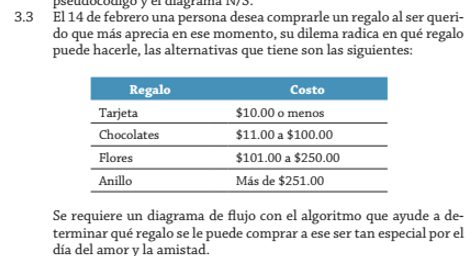 pseudocódigo y el diagrama N/S.
3.3 El 14 de febrero una persona desea comprarle un regalo al ser queri-
do que más aprecia en ese momento, su dilema radica en qué regalo
puede hacerle, las alternativas que tiene son las siguientes:
Regalo Costo
Tarjeta $10.00 o menos
Chocolates $11.00 a $100.00
Flores $101.00 a $250.00
Anillo Más de $251.00
Se requiere un diagrama de flujo con el algoritmo que ayude a de-
terminar qué regalo se le puede comprar a ese ser tan especial por el
día del amor y la amistad.